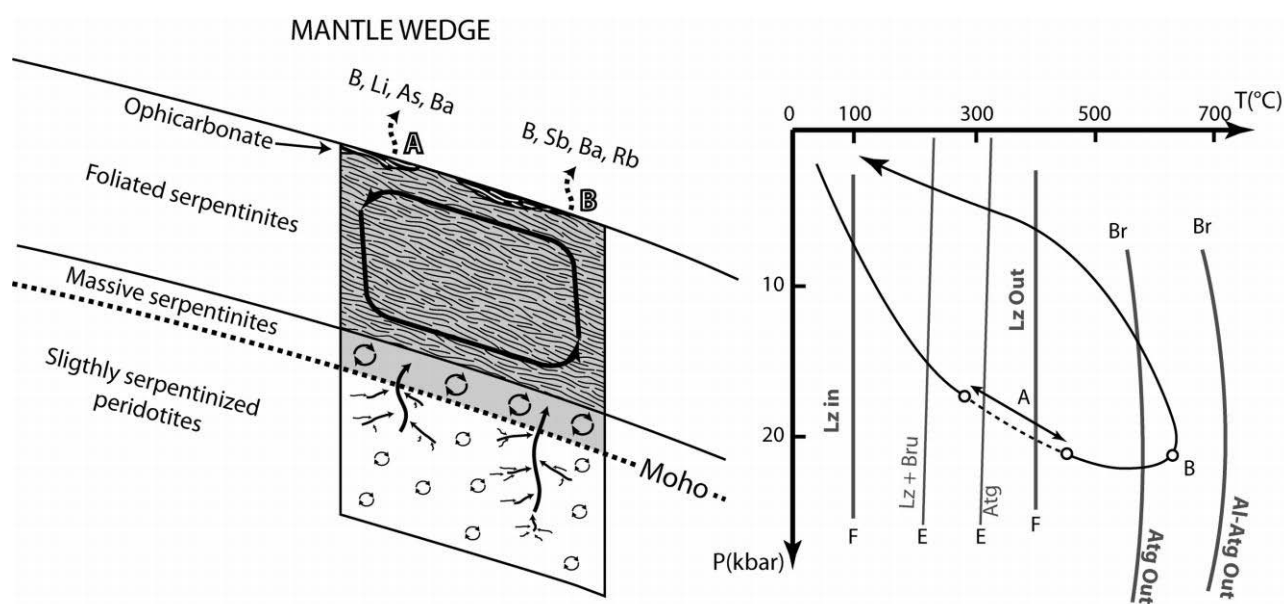 MANTLE WEDGE
B, Li, As, Ba
Ophicarbonate
A
B, Sb, Ba, Rb
Foliated serpentinites
B
Massive serpentinites
Sligthly serpentinized
peridotites
Moho
0
100
300
500
700
T(°C)
10
20
P(kbar)
Lz in
Lz + Bru
Atg
Lz Out
A
B
Br
Br
F
E
E
F
Atg Out
Al-Atg Out